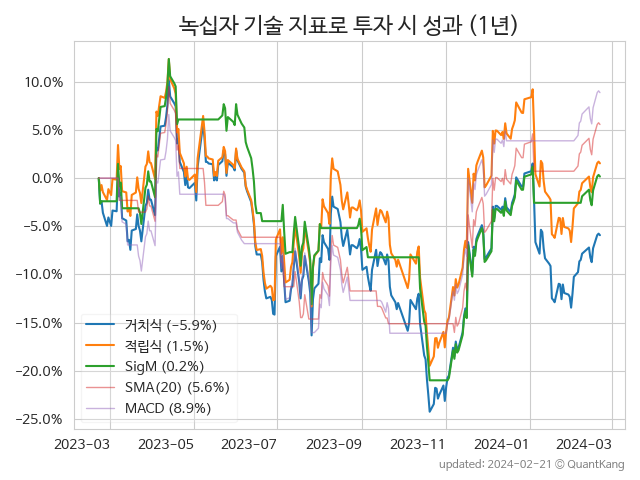 녹십자 기술 지표로 투자 시 성과 (1년)
10.0%
5.0%
0.0%
−5.0%
−10.0%
−15.0%
−20.0%
−25.0%
거치식 (−5.9%)
적립식 (1.5%)
SigM (0.2%)
SMA(20) (5.6%)
MACD (8.9%)
2023-03 2023-05 2023-07 2023-09 2023-11 2024-01 2024-03
updated: 2024-02-21 © QuantKang